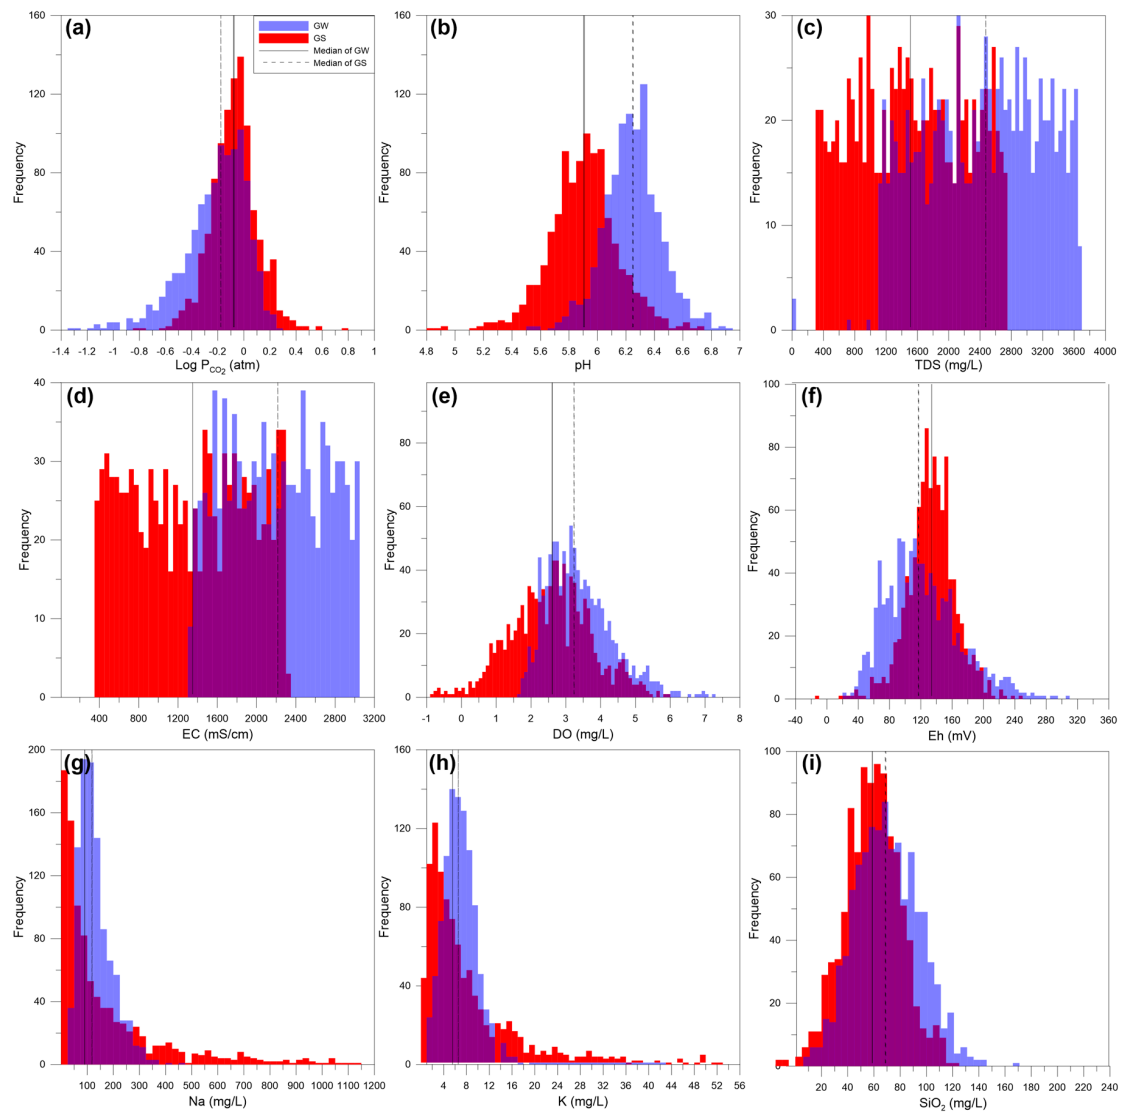 (a)
GW
GS
Median of GW
Median of GS
160
120
80
40
0
Frequency
-1.4 -1.2 -1 -0.8 -0.6 -0.4 -0.2 0 0.2 0.4 0.6 0.8 1
Log P CO2 (atm)
(b)
160
120
80
40
0
Frequency
4.8 5 5.2 5.4 5.6 5.8 6 6.2 6.4 6.6 6.8 7
pH
(c)
30
20
10
0
Frequency
0 400 800 1200 1600 2000 2400 2800 3200 3600 4000
TDS (mg/L)
(d)
40
30
20
10
0
Frequency
400 800 1200 1600 2000 2400 2800 3200
EC (mS/cm)
(e)
80
60
40
20
0
Frequency
-1 0 1 2 3 4 5 6 7 8
DO (mg/L)
(f)
100
80
60
40
20
0
Frequency
-40 0 40 80 120 160 200 240 280 320 360
Eh (mV)
(g)
200
160
120
80
40
0
Frequency
100 200 300 400 500 600 700 800 900 1000 1100 1200
Na (mg/L)
(h)
160
120
80
40
0
Frequency
4 8 12 16 20 24 28 32 36 40 44 48 52 56
K (mg/L)
(i)
100
80
60
40
20
0
Frequency
20 40 60 80 100 120 140 160 180 200 220 240
SiO2 (mg/L)